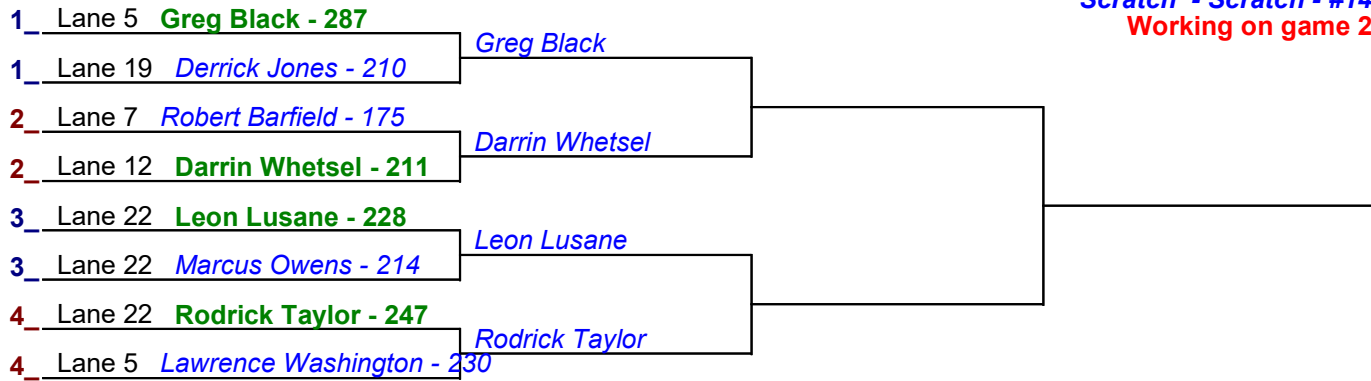 Scratch - Scratch - #14
Working on game 2
1_ Lane 5 Greg Black - 287
Greg Black
1_ Lane 19 Derrick Jones - 210
2_ Lane 7 Robert Barfield - 175
Darrin Whetsel
2_ Lane 12 Darrin Whetsel - 211
3_ Lane 22 Leon Lusane - 228
Leon Lusane
3_ Lane 22 Marcus Owens - 214
4_ Lane 22 Rodrick Taylor - 247
Rodrick Taylor
4_ Lane 5 Lawrence Washington - 230